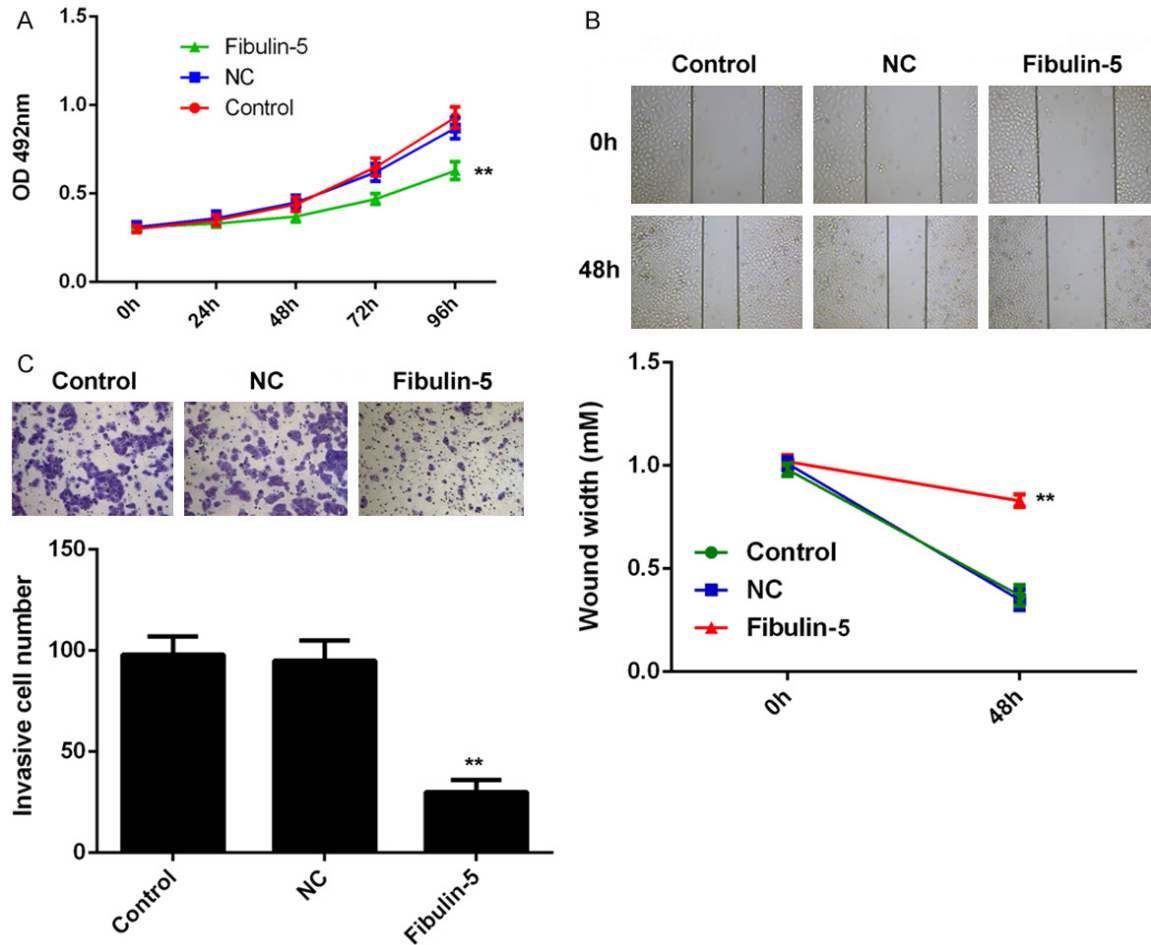 A
1.5
1.0
0.5
0.0
OD 492nm
Fibulin-5
NC
Control
**
0h
24h
48h
72h
96h
B
Control NC Fibulin-5
0h
48h
1.5
1.0
0.5
0.0
Wound width (mM)
**
Control
NC
Fibulin-5
0h
48h
C
Control NC Fibulin-5
150
100
50
0
Invasive cell number
**
Control
NC
Fibulin-5